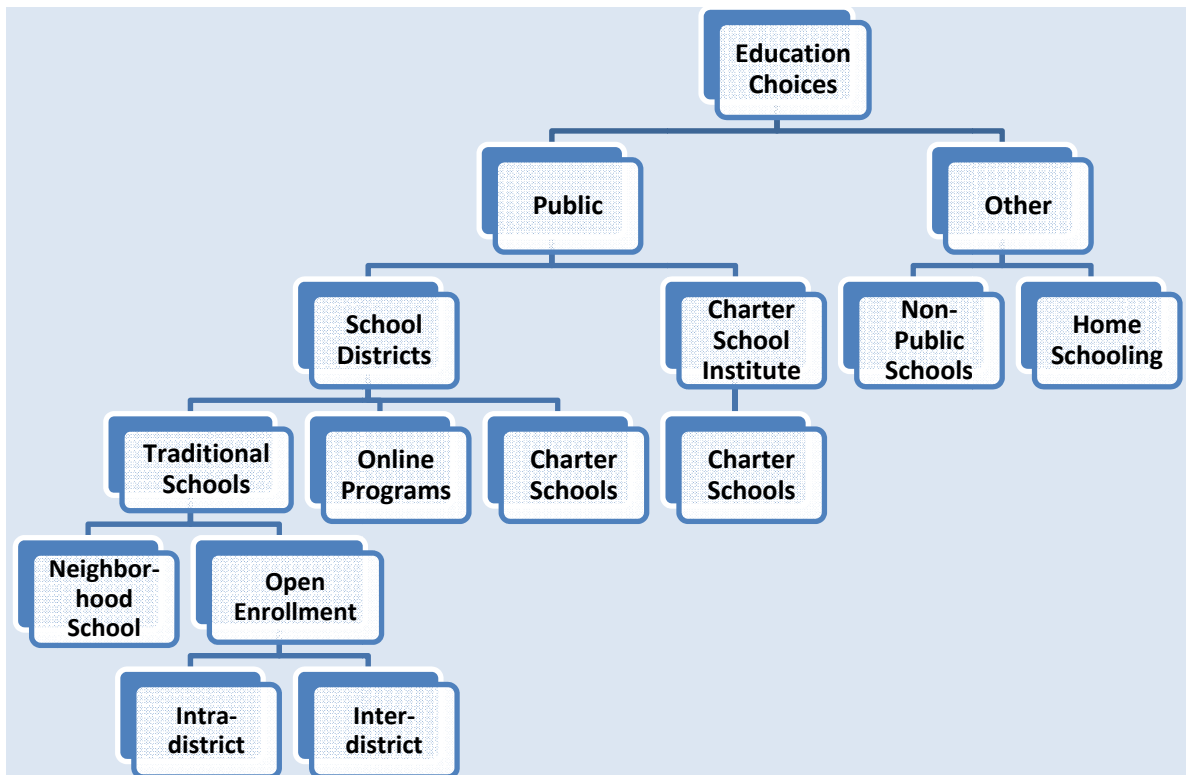 Education
Choices
Public
Other
School
Districts
Charter
School
Institute
Non-
Public
Schools
Home
Schooling
Traditional
Schools
Online
Programs
Charter
Schools
Charter
Schools
Neighbor-
hood
School
Open
Enrollment
Intra-
district
Inter-
district